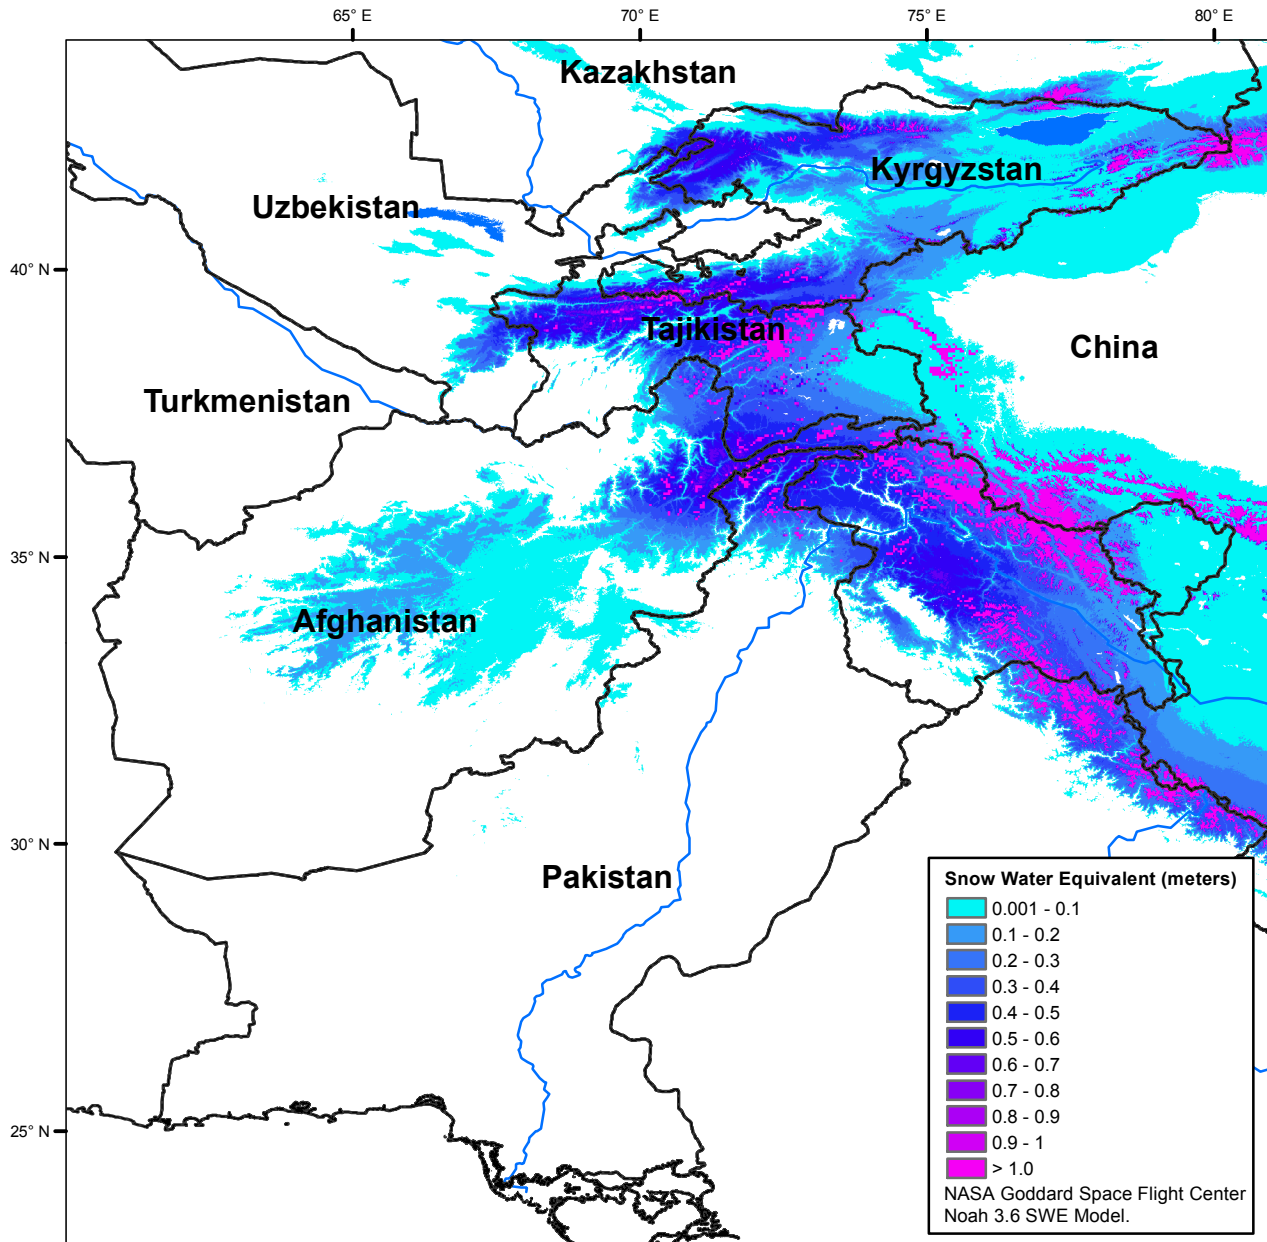 65° E
70° E
75° E
80° E
Kazakhstan
Kyrgyzstan
Uzbekistan
40° N
Tajikistan
China
Turkmenistan
35° N
Afghanistan
30° N
Pakistan
25° N
Snow Water Equivalent (meters)
0.001 - 0.1
0.1 - 0.2
0.2 - 0.3
0.3 - 0.4
0.4 - 0.5
0.5 - 0.6
0.6 - 0.7
0.7 - 0.8
0.8 - 0.9
0.9 - 1
> 1.0
NASA Goddard Space Flight Center
Noah 3.6 SWE Model.